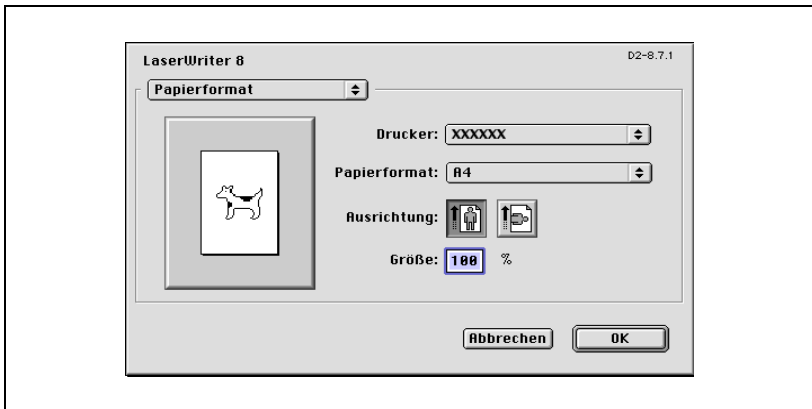 LaserWriter 8 D2-8.7.1
Papierformat
Drucker: XXXXXX
Papierformat: A4
Ausrichtung:
Größe: 100 %
Abbrechen OK